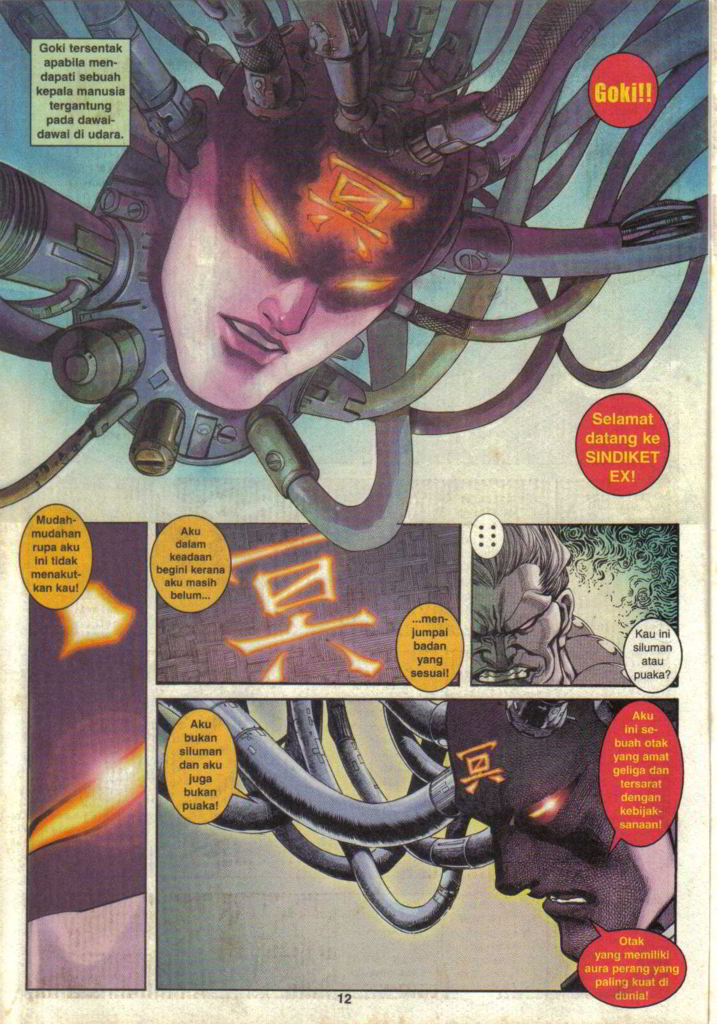 Goki tersentak
apabila men-
dapati sebuah
kepala manusia
tergantung
pada dawai-
dawai di udara.
Goki!!
冥
Selamat
datang ke
SINDIKET
EX!
Mudah-
mudahan
rupa aku
ini tidak
menakut-
kan kau!
Aku
dalam
keadaan
begini kerana
aku masih
belum...
冥
...men-
jumpai
badan
yang
sesuai!
Kau ini
siluman
atau
puaka?
Aku
bukan
siluman
dan aku
juga
bukan
puaka!
冥
Aku
ini se-
buah otak
yang amat
geliga dan
tersarat
dengan
kebijak-
sanaan!
Otak
yang memiliki
aura perang yang
paling kuat di
dunia!
12